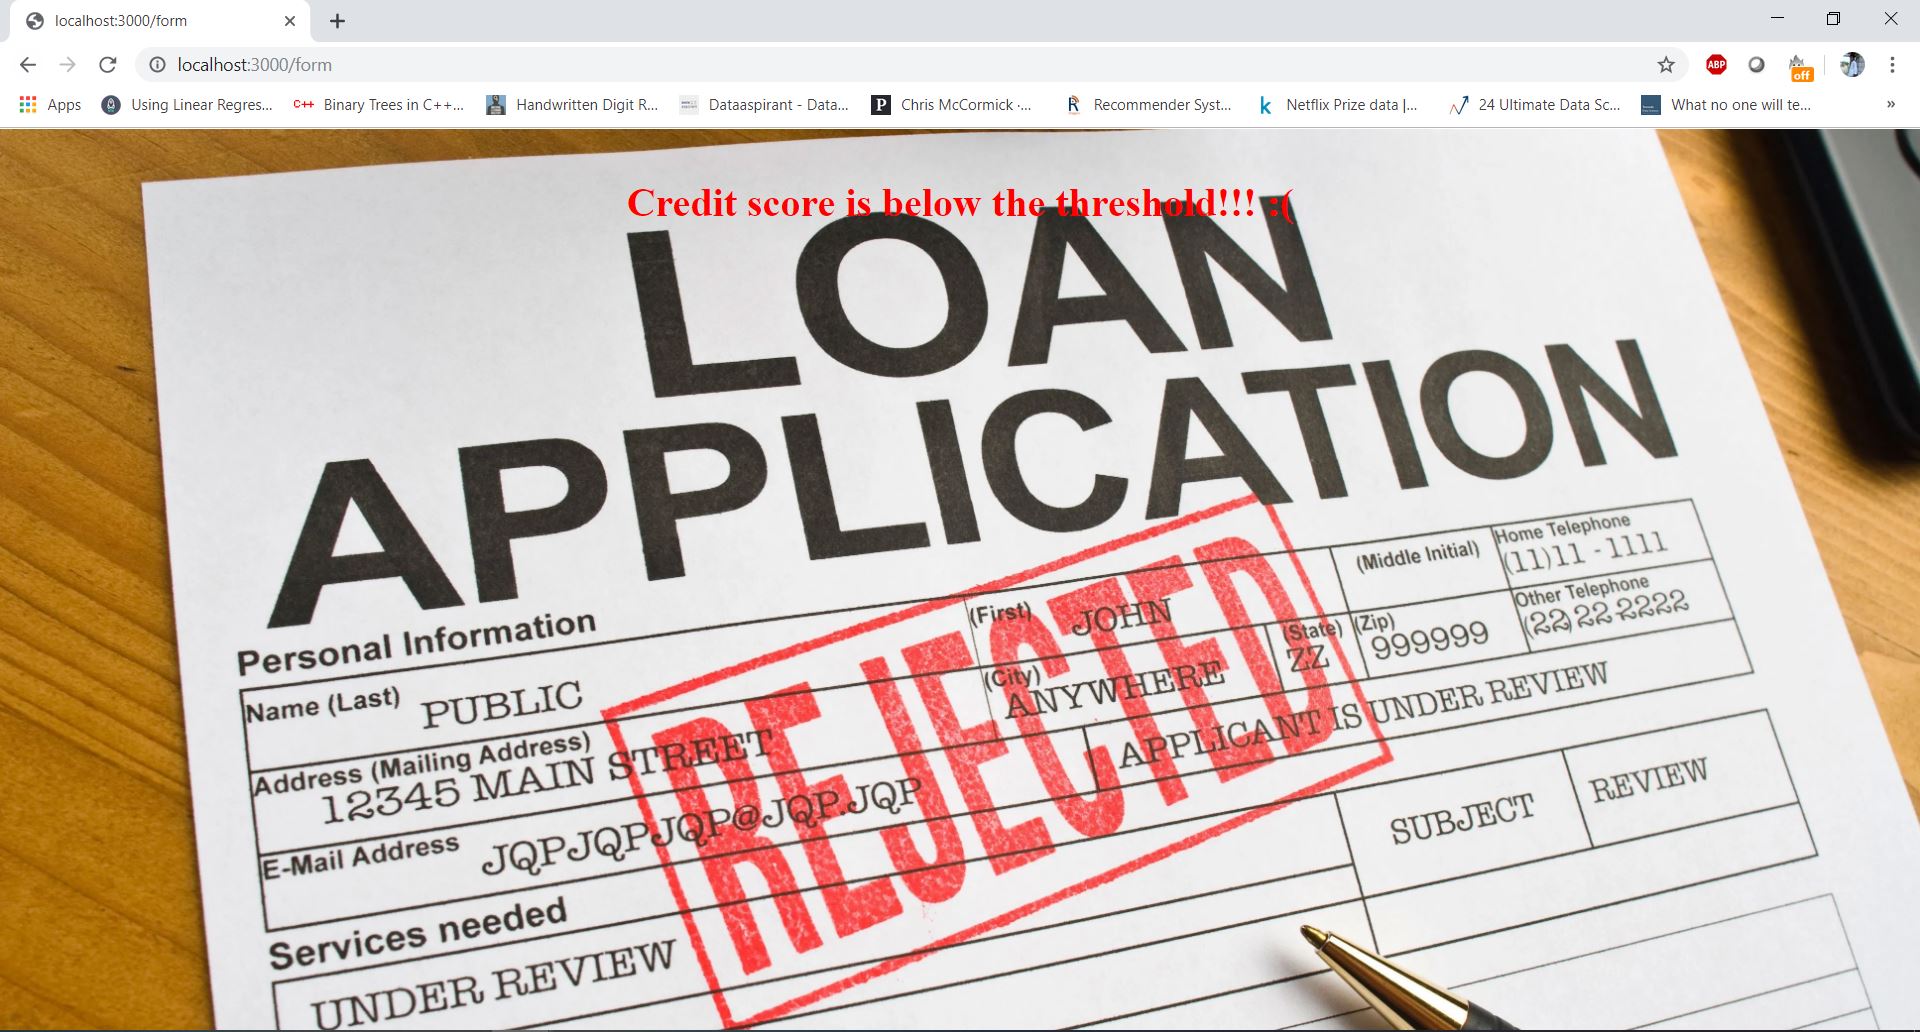 localhost:3000/form
localhost:3000/form
ABP
off
Apps
Using Linear Regres...
C++
Binary Trees in C++...
Handwritten Digit R...
Dataaspirant - Data...
P
Chris McCormick ·...
R
Recommender Syst...
k
Netflix Prize data |...
24 Ultimate Data Sc...
What no one will te...
»
Credit score is below the threshold!!! :(
LOAN
APPLICATION
Personal Information
Name (Last) PUBLIC
(First) JOHN
(Middle Initial)
Home Telephone
(11)11 - 1111
Address (Mailing Address)
12345 MAIN STREET
(City)
ANYWHERE
(State)
ZZ
(Zip)
999999
Other Telephone
(22) 22 2222
E-Mail Address JQPJQPJQP@JQP.JQP
APPLICANT IS UNDER REVIEW
REJECTED
Services needed
UNDER REVIEW
SUBJECT
REVIEW